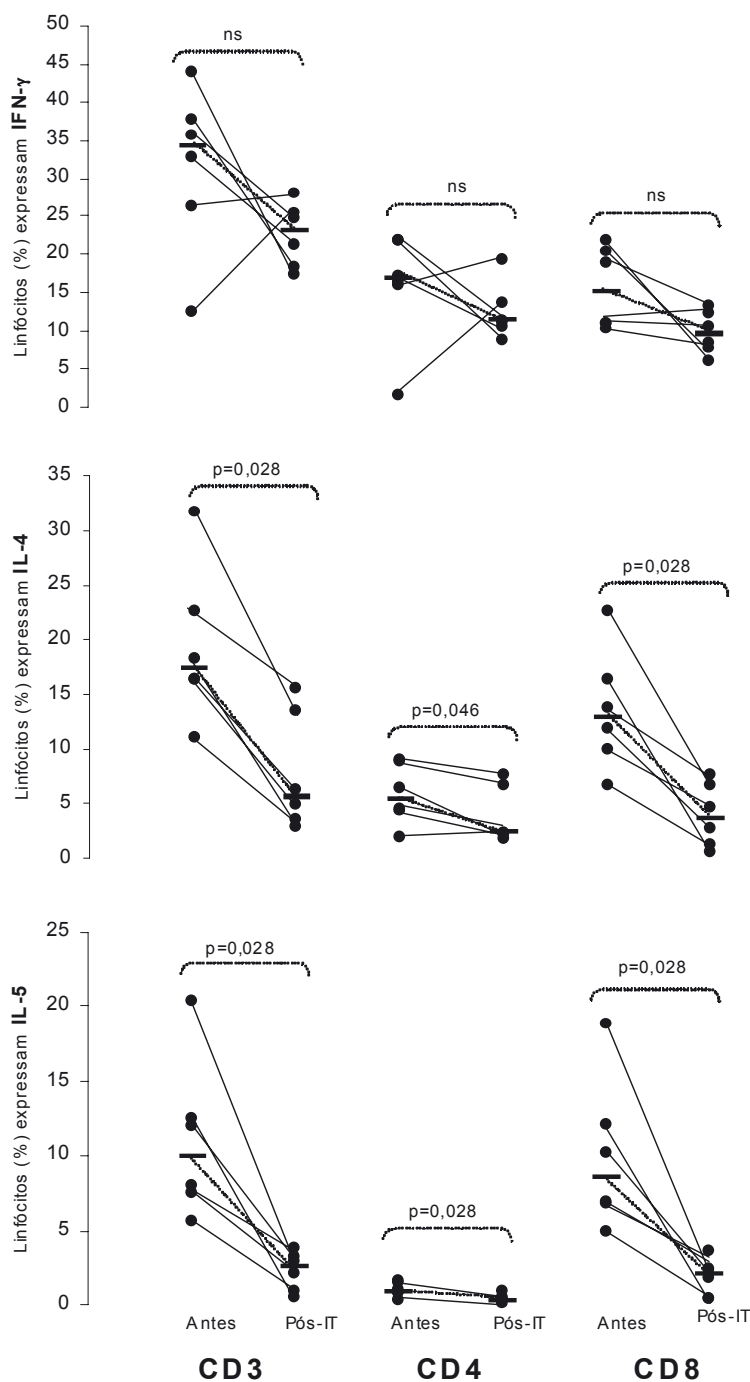 Linfócitos (%) expressam IFN-γ
50
45
40
35
30
25
20
15
10
5
0
ns
ns
ns
Linfócitos (%) expressam IL-4
35
30
25
20
15
10
5
0
p=0,028
p=0,046
p=0,028
Linfócitos (%) expressam IL-5
25
20
15
10
5
0
p=0,028
p=0,028
p=0,028
Antes Pós-IT Antes Pós-IT Antes Pós-IT
CD3 CD4 CD8